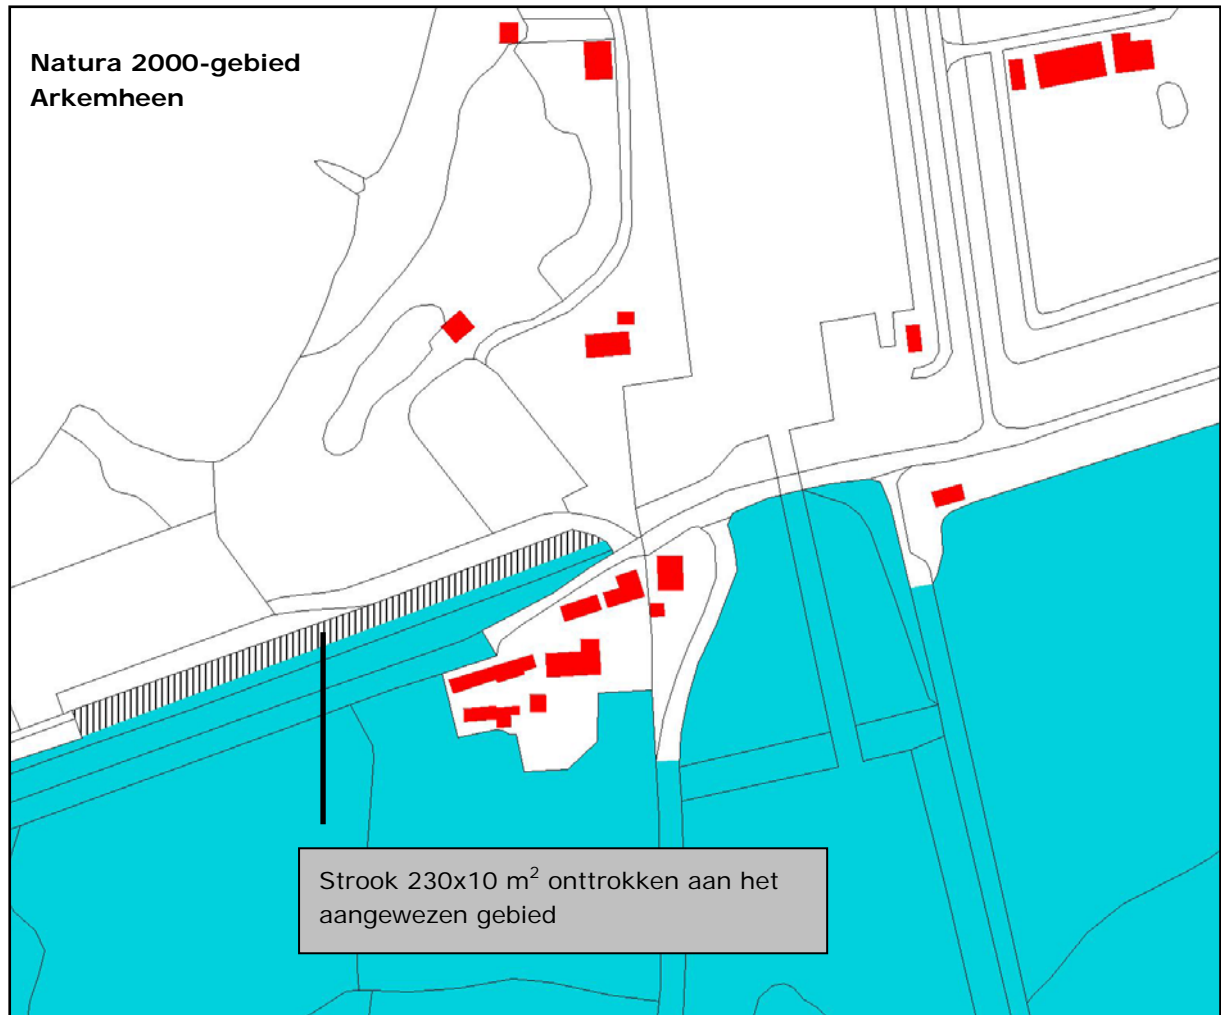 Natura 2000-gebied
Arkemheen
Strook 230x10 m² onttrokken aan het
aangewezen gebied